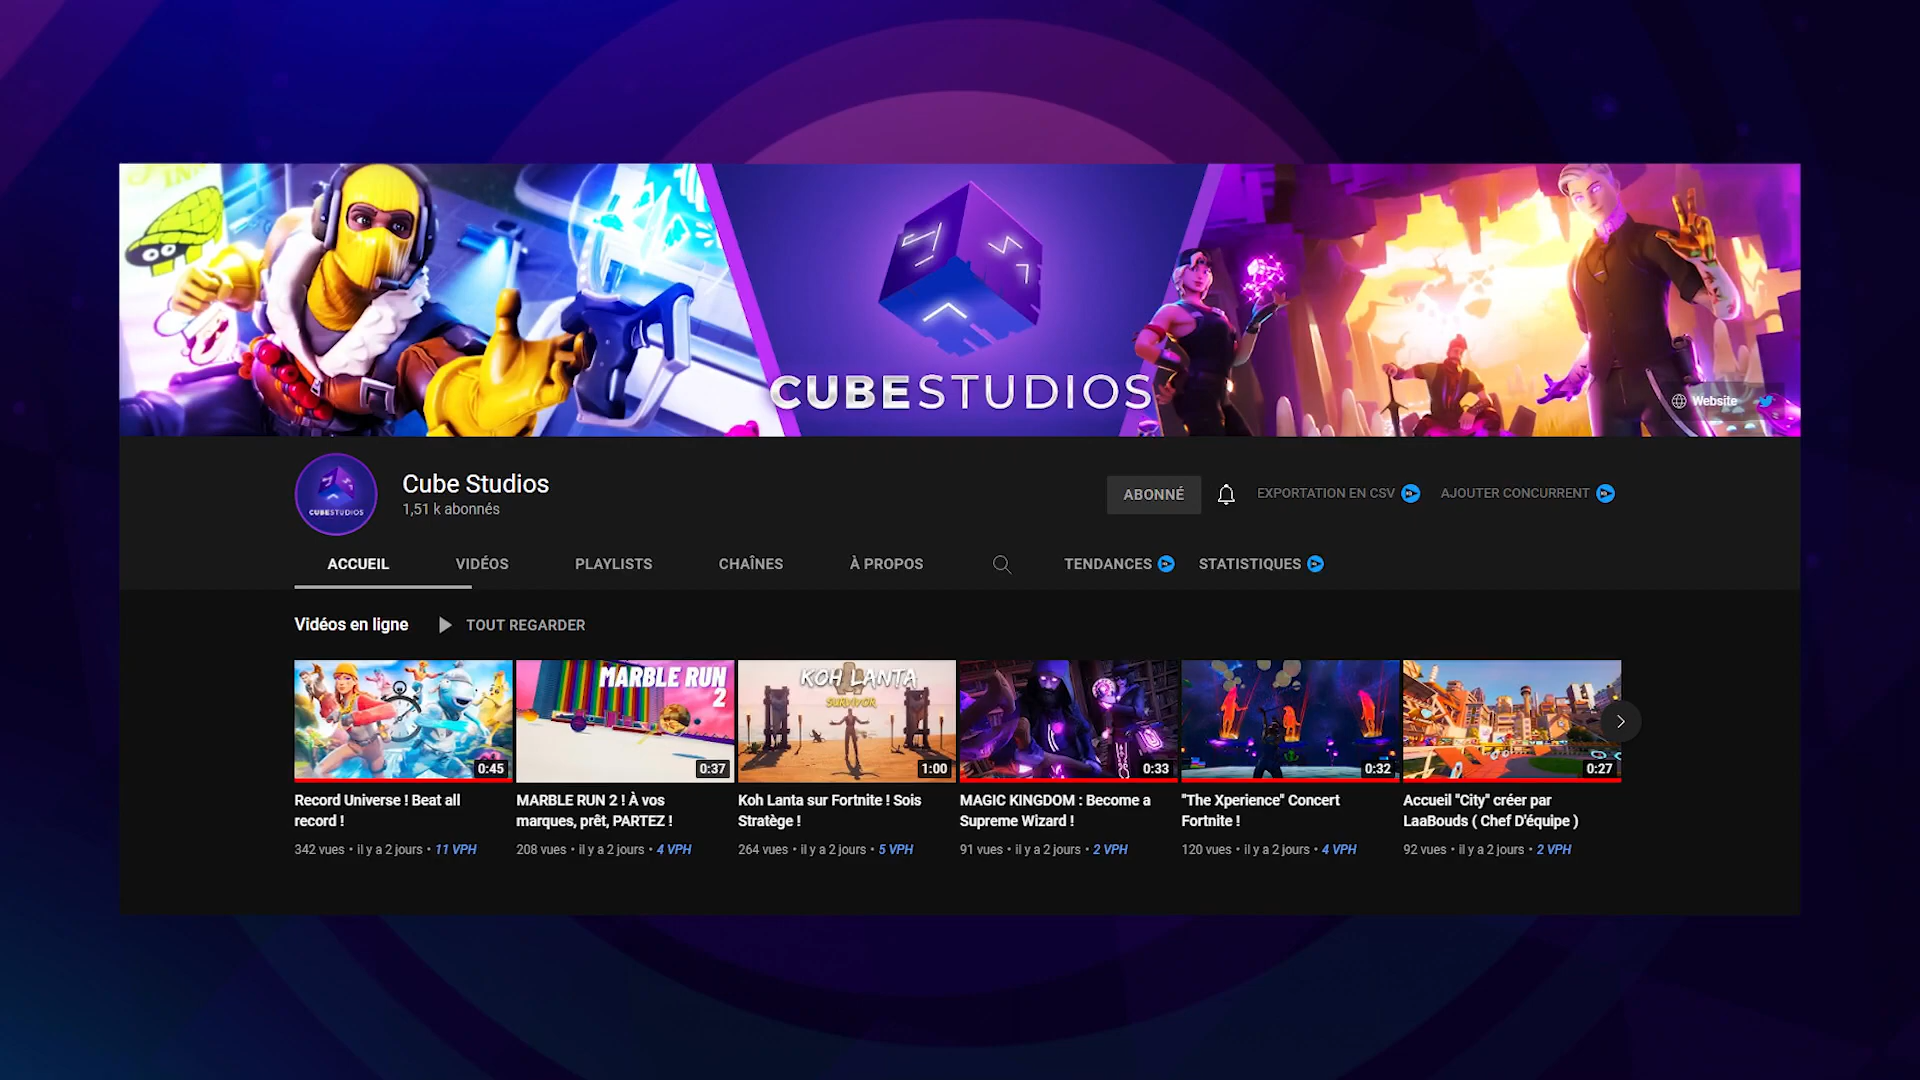 CUBESTUDIOS
Website
CUBESTUDIOS
Cube Studios
1,51 k abonnés
ABONNÉ
EXPORTATION EN CSV
AJOUTER CONCURRENT
ACCUEIL
VIDÉOS
PLAYLISTS
CHAÎNES
À PROPOS
TENDANCES
STATISTIQUES
Vidéos en ligne
TOUT REGARDER
0:45
Record Universe ! Beat all
record !
342 vues • il y a 2 jours • 11 VPH
MARBLE RUN
2
0:37
MARBLE RUN 2 ! À vos
marques, prêt, PARTEZ !
208 vues • il y a 2 jours • 4 VPH
KOH LANTA
SURVIVOR
1:00
Koh Lanta sur Fortnite ! Sois
Stratège !
264 vues • il y a 2 jours • 5 VPH
0:33
MAGIC KINGDOM : Become a
Supreme Wizard !
91 vues • il y a 2 jours • 2 VPH
0:32
"The Xperience" Concert
Fortnite !
120 vues • il y a 2 jours • 4 VPH
0:27
Accueil "City" créer par
LaaBouds ( Chef D'équipe )
92 vues • il y a 2 jours • 2 VPH